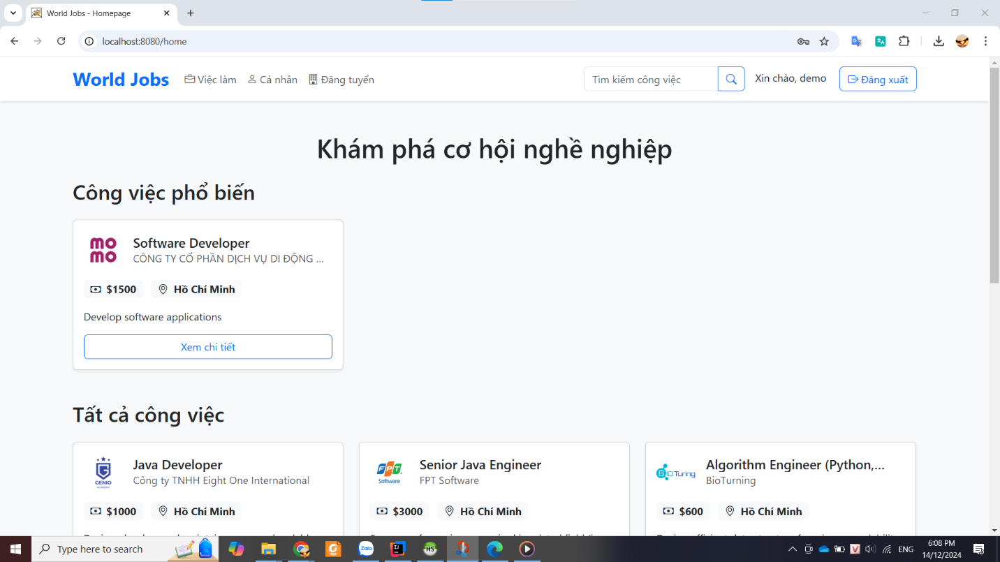 World Jobs - Homepage
localhost:8080/home
World Jobs Việc làm Cá nhân Đăng tuyển Tìm kiếm công việc Xin chào, demo Đăng xuất
Khám phá cơ hội nghề nghiệp
Công việc phổ biến
mo mo
Software Developer
CÔNG TY CỔ PHẦN DỊCH VỤ DI ĐỘNG ...
$1500 Hồ Chí Minh
Develop software applications
Xem chi tiết
Tất cả công việc
GENIO
ACADEMY
Java Developer
Công ty TNHH Eight One International
$1000 Hồ Chí Minh
FPT
Software
Senior Java Engineer
FPT Software
$3000 Hồ Chí Minh
BioTuring
Algorithm Engineer (Python,...
BioTurning
$600 Hồ Chí Minh
Type here to search
Zalo
HS
ENG
6:08 PM
14/12/2024